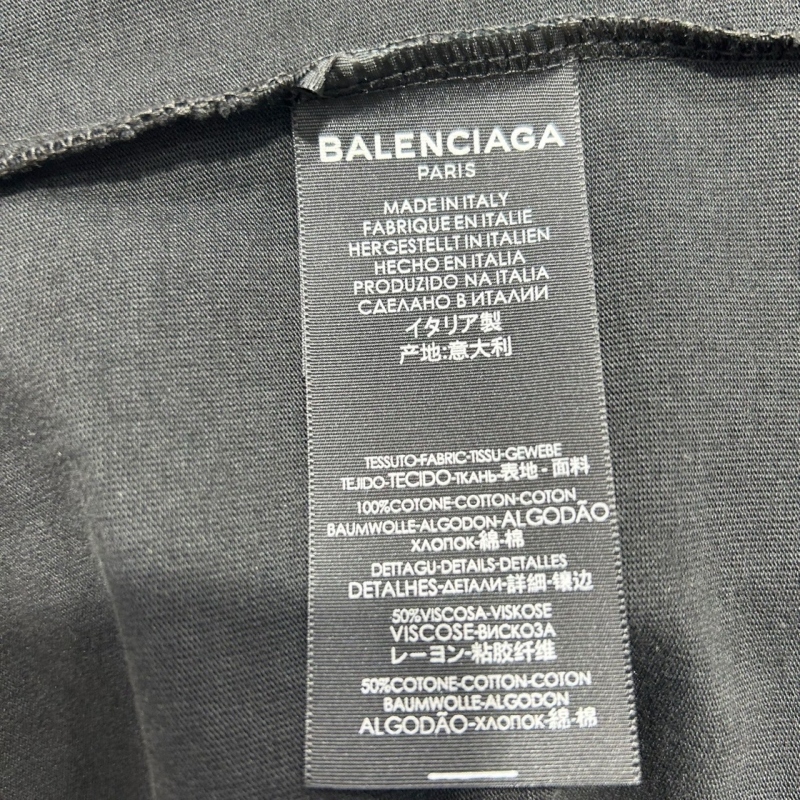 BALENCIAGA
PARIS
MADE IN ITALY
FABRIQUE EN ITALIE
HERGESTELLT IN ITALIEN
HECHO EN ITALIA
PRODUZIDO NA ITALIA
СДЕЛАНО В ИТАЛИИ
イタリア製
产地:意大利
TESSUTO-FABRIC-TISSU-GEWEBE
TEJIDO-TECIDO-ТКАНЬ-表地-面料
100%COTONE-COTTON-COTON
BAUMWOLLE-ALGODON-ALGODÃO
ХЛОПОК-綿-棉
DETTAGU-DETAILS-DETALLES
DETALHES-ДЕТАЛИ-詳細-镶边
50%VISCOSA-VISKOSE
VISCOSE-ВИСКОЗА
レーヨン-粘胶纤维
50%COTONE-COTTON-COTON
BAUMWOLLE-ALGODON
ALGODÃO-ХЛОПОК-綿-棉